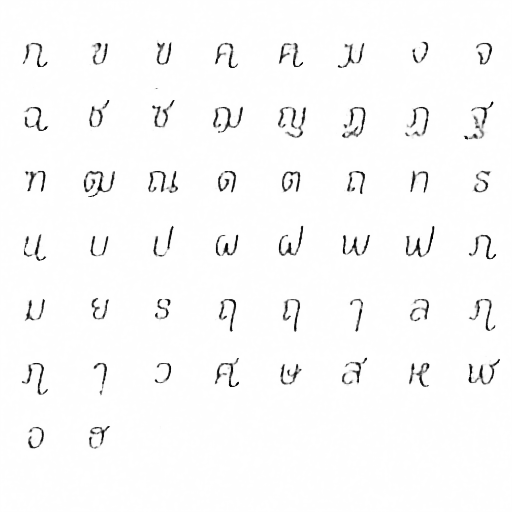 ก ข ฃ ค ฅ ฆ ง จ
ฉ ช ซ ฌ ญ ฎ ฏ ฐ
ฑ ฒ ณ ด ต ถ ท ธ
น บ ป ผ ฝ พ ฟ ภ
ม ย ร ฤ ฤ ๅ ล ฦ
ฦ ๅ ว ศ ษ ส ห ฬ
อ ฮ